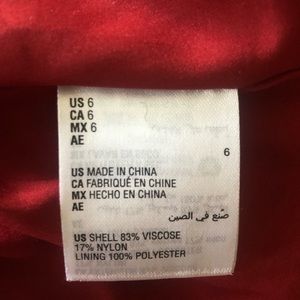 US 6
CA 6
MX 6
AE
6
US MADE IN CHINA
CA FABRIQUÉ EN CHINE
MX HECHO EN CHINA
AE
صنع في الصين
US SHELL 83% VISCOSE
17% NYLON
LINING 100% POLYESTER